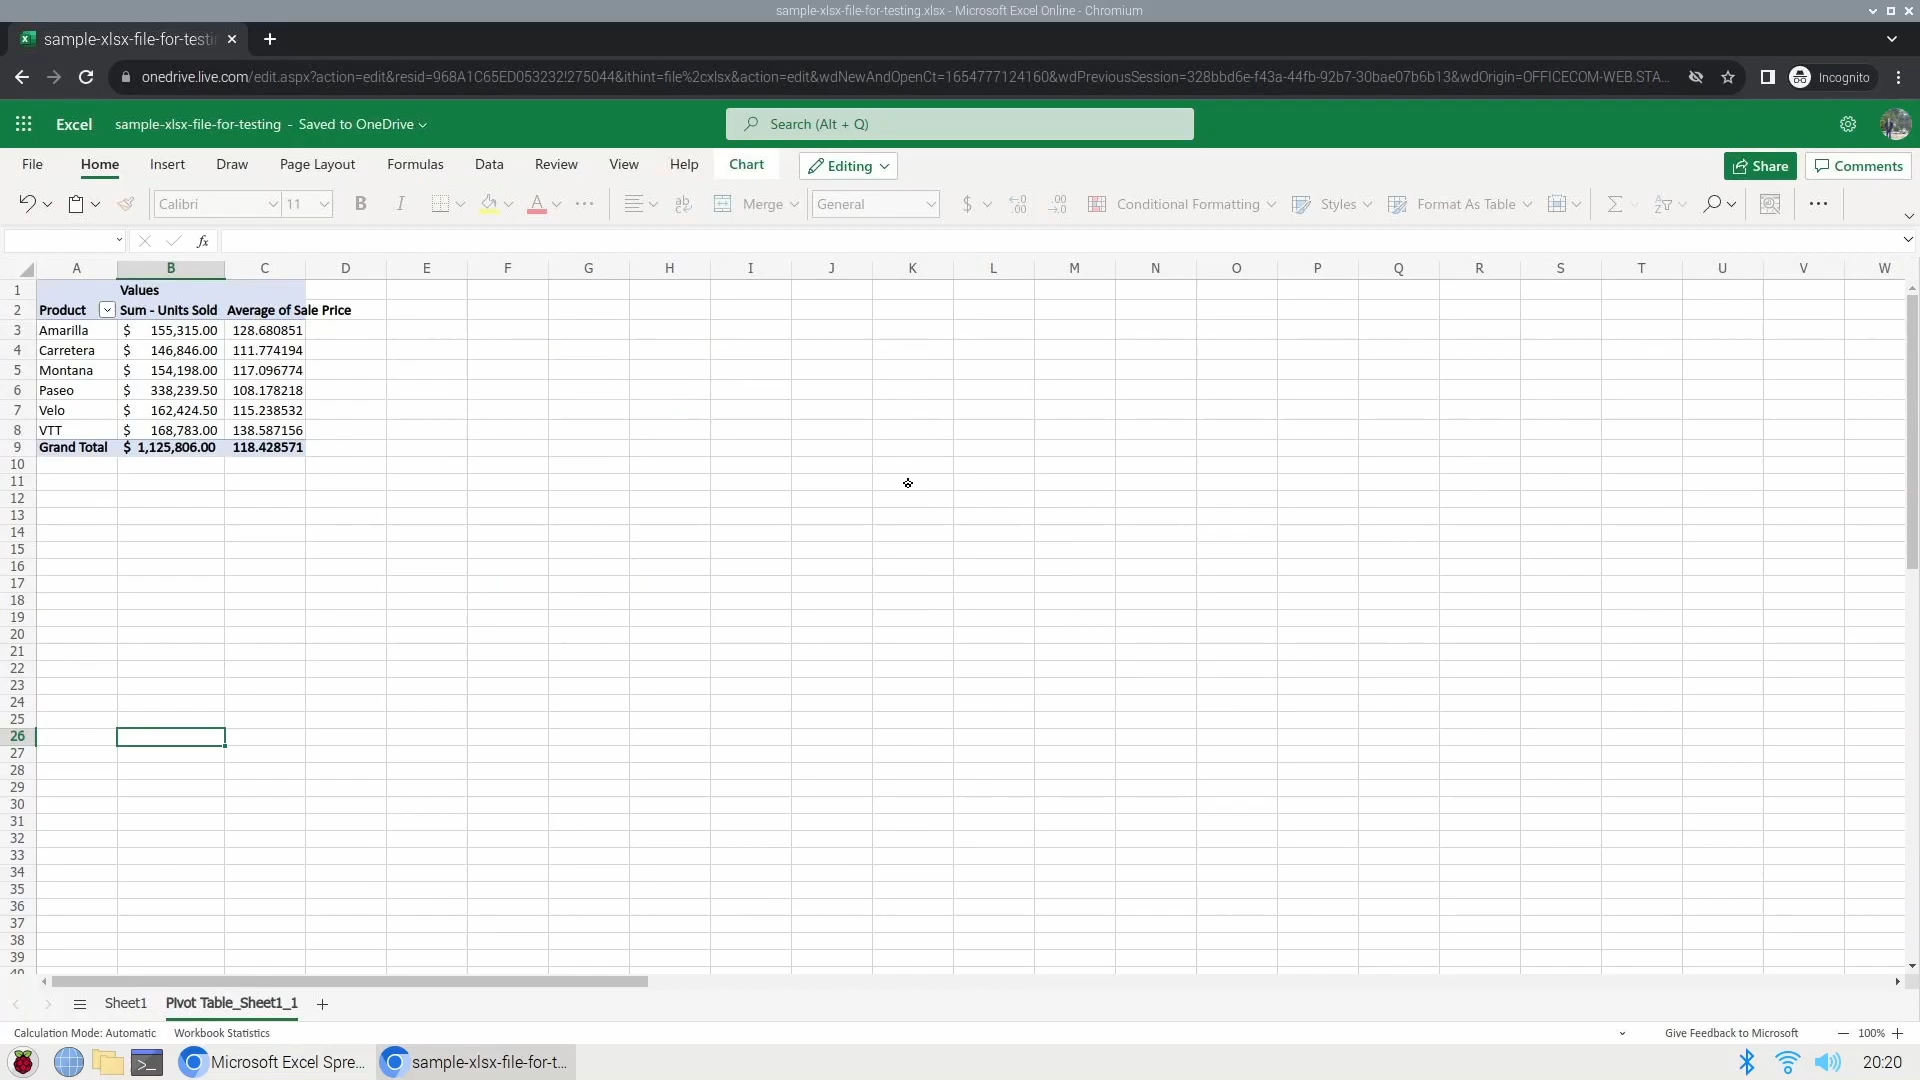 sample-xlsx-file-for-testing.xlsx - Microsoft Excel Online - Chromium
sample-xlsx-file-for-testi
onedrive.live.com/edit.aspx?action=edit&resid=968A1C65ED053232!275044&ithint=file%2cxlsx&action=edit&wdNewAndOpenCt=1654777124160&wdPreviousSession=328bbd6e-f43a-44fb-92b7-30bae07b6b13&wdOrigin=OFFICECOM-WEB.STA... Incognito
Excel sample-xlsx-file-for-testing - Saved to OneDrive Search (Alt + Q)
File Home Insert Draw Page Layout Formulas Data Review View Help Chart Editing Share Comments
Calibri 11 B I A ab Merge General $ .00 .00 Conditional Formatting Styles Format As Table Σ
fx
A B C D E F G H I J K L M N O P Q R S T U V W
1 Values
2 Product Sum - Units Sold Average of Sale Price
3 Amarilla $ 155,315.00 128.680851
4 Carretera $ 146,846.00 111.774194
5 Montana $ 154,198.00 117.096774
6 Paseo $ 338,239.50 108.178218
7 Velo $ 162,424.50 115.238532
8 VTT $ 168,783.00 138.587156
9 Grand Total $ 1,125,806.00 118.428571
10
11
12
13
14
15
16
17
18
19
20
21
22
23
24
25
26
27
28
29
30
31
32
33
34
35
36
37
38
39
40
Sheet1 Pivot Table_Sheet1_1
Calculation Mode: Automatic Workbook Statistics Give Feedback to Microsoft 100%
Microsoft Excel Spre... sample-xlsx-file-for-t... 20:20